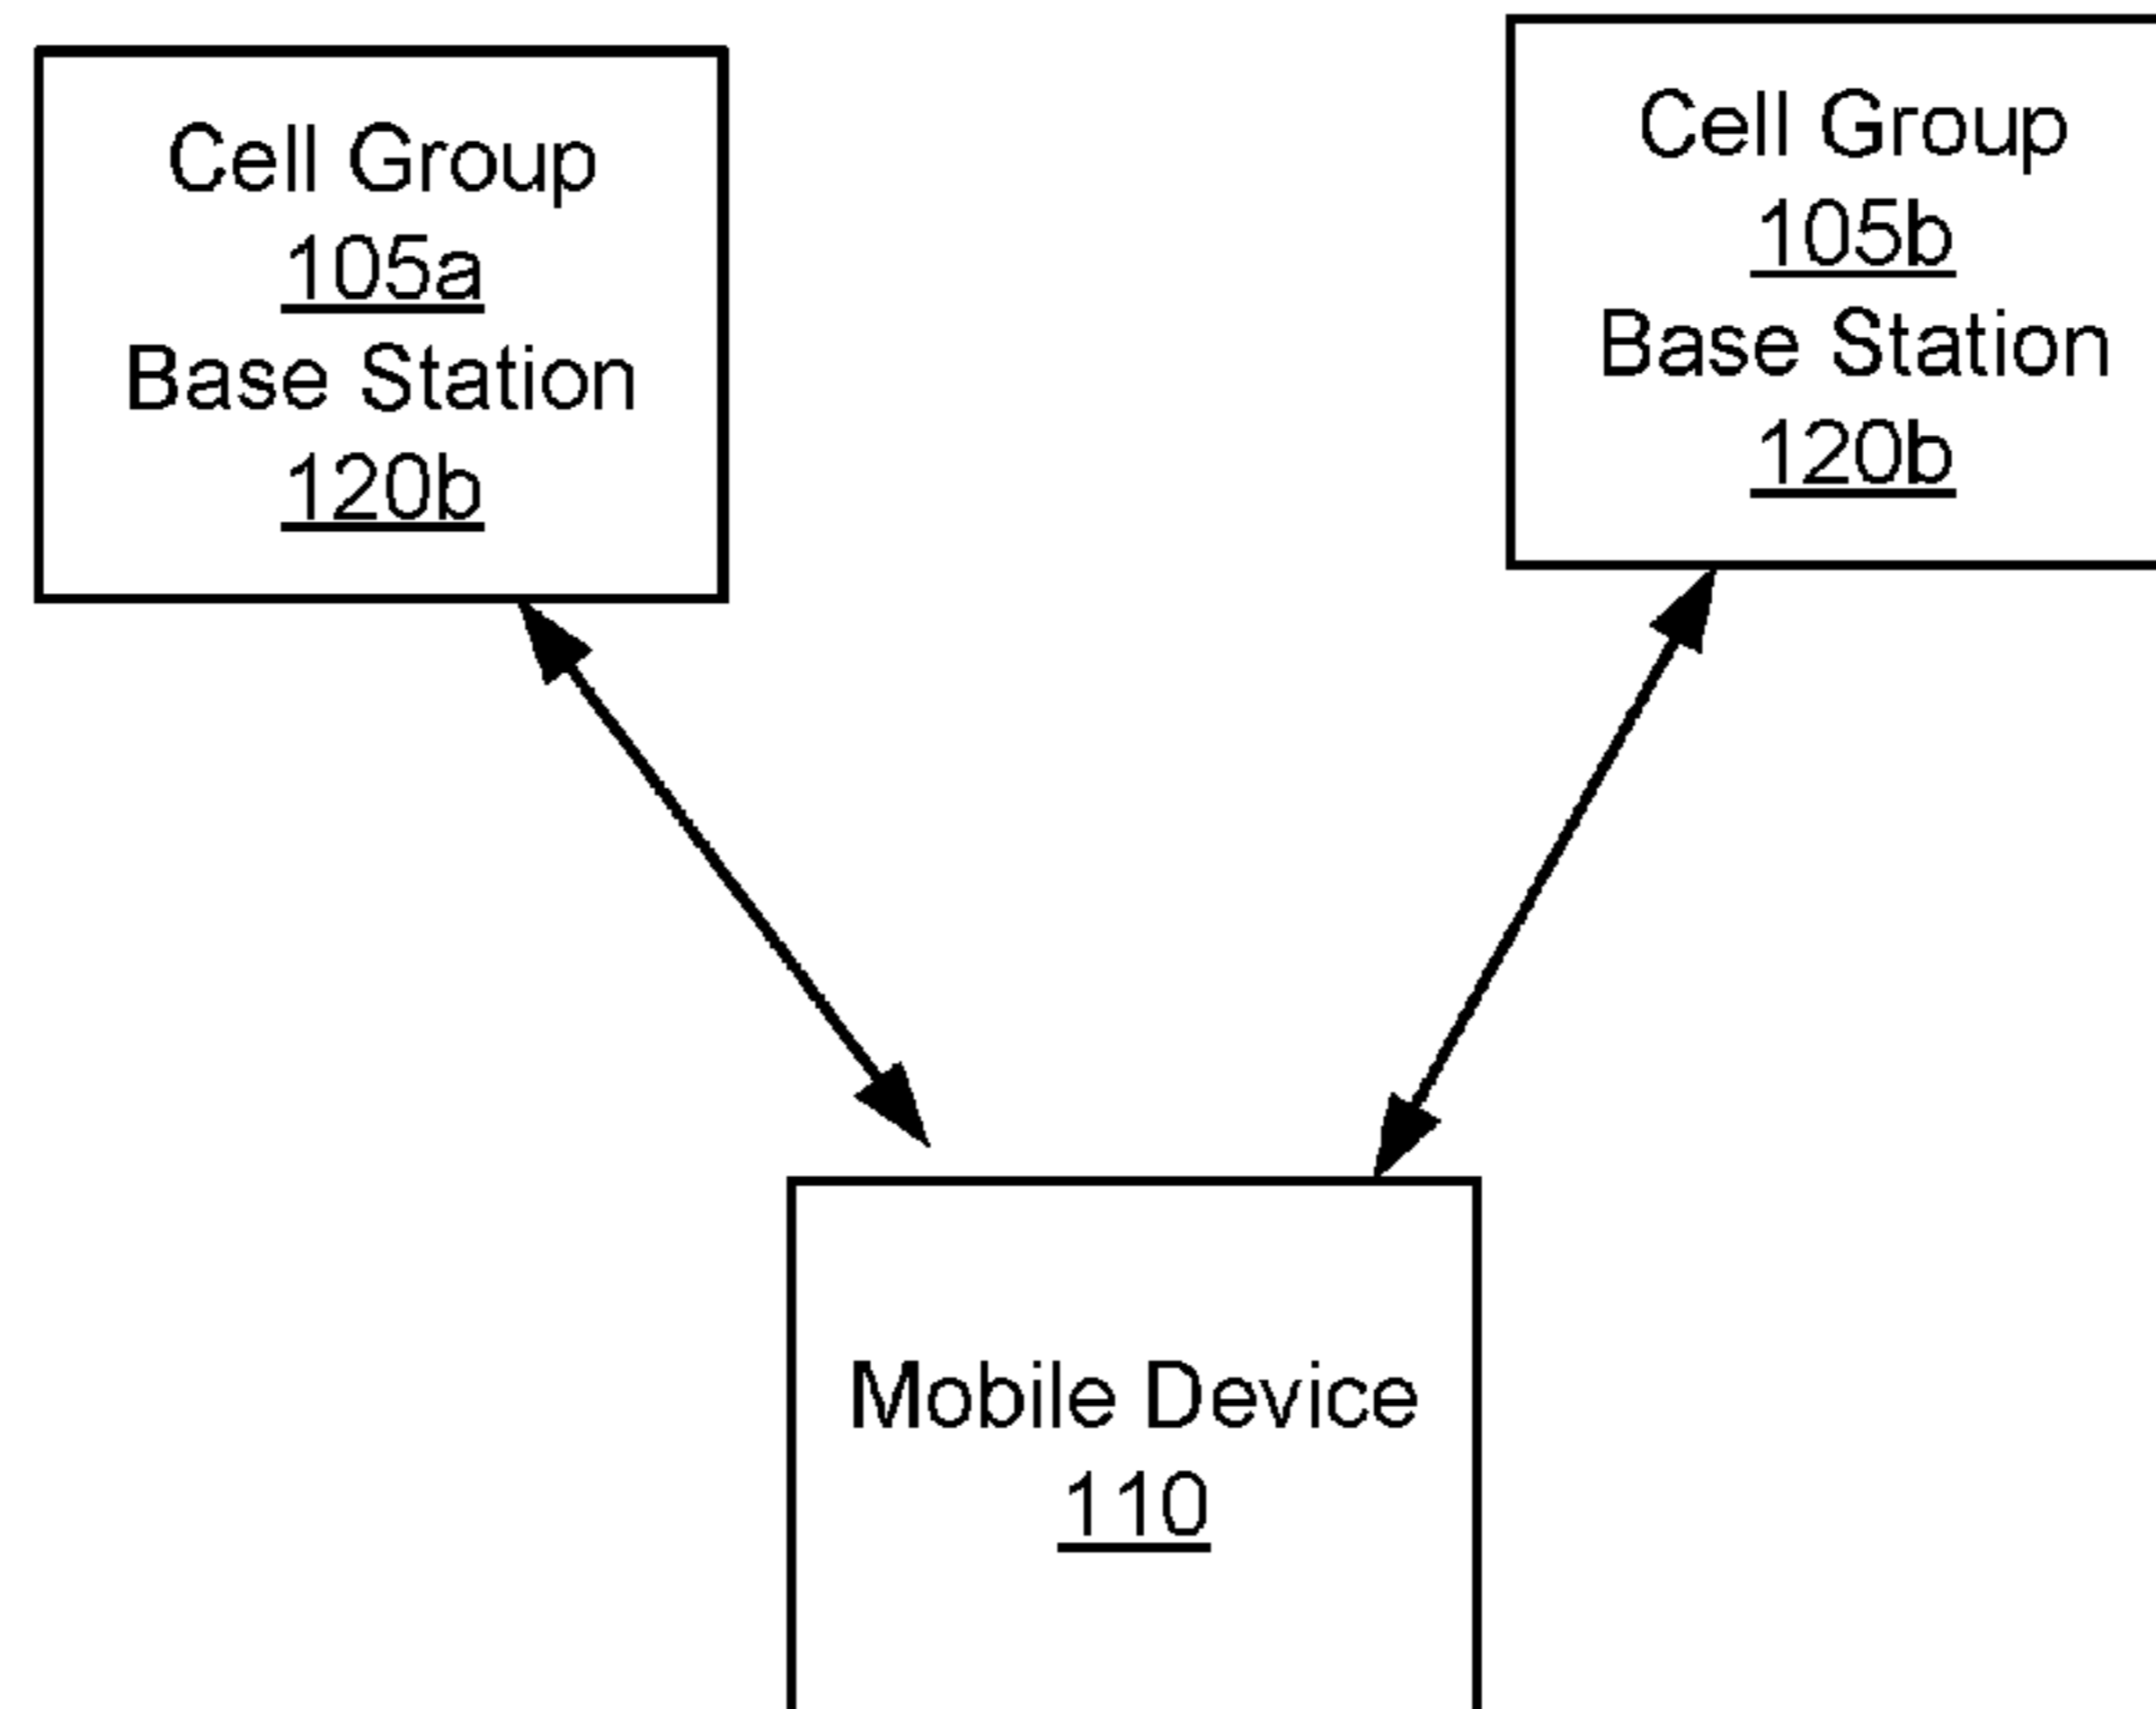 Cell Group
105a
Base Station
120b
Cell Group
105b
Base Station
120b
Mobile Device
110